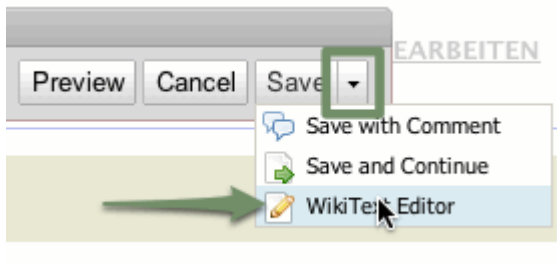 EARBEITEN
Preview Cancel Save
Save with Comment
Save and Continue
WikiText Editor